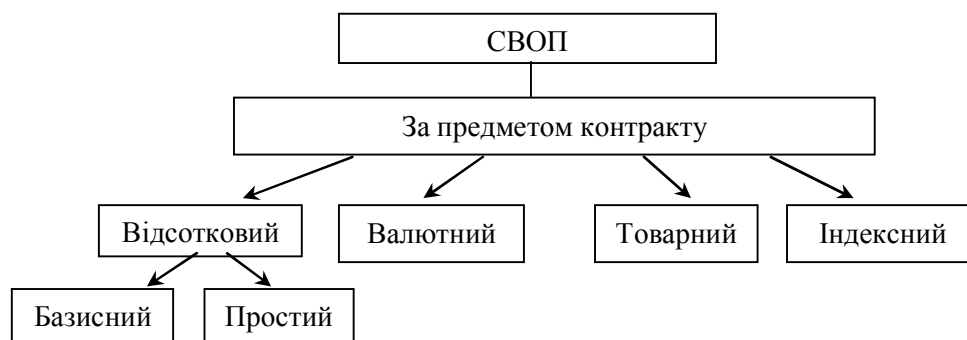 СВОП
За предметом контракту
Відсотковий
Валютний
Товарний
Індексний
Базисний
Простий